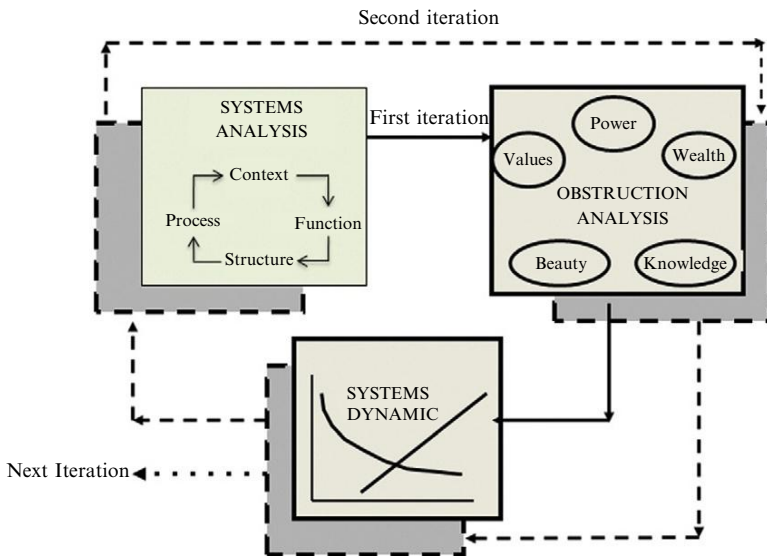 Second iteration
SYSTEMS
ANALYSIS
First iteration
Context
Process
Function
Structure
Power
Values
Wealth
OBSTRUCTION
ANALYSIS
Beauty
Knowledge
SYSTEMS
DYNAMIC
Next Iteration